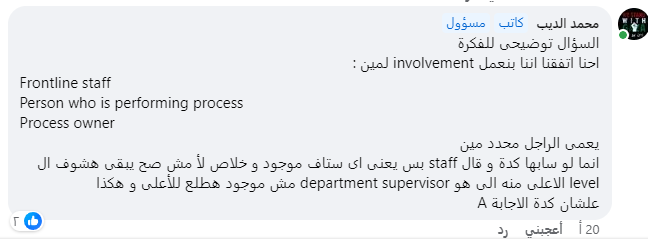 محمد الديب كاتب مسؤول
السؤال توضيحى للفكرة
احنا اتفقنا اننا بنعمل involvement لمين :
Frontline staff
Person who is performing process
Process owner
يعمى الراجل محدد مين
انما لو سابها كدة و قال staff بس يعنى اى ستاف موجود و خلاص لأ مش صح يبقى هشوف ال
level الاعلى منه الى هو department supervisor مش موجود هطلع للأعلى و هكذا
علشان كدة الاجابة A
٢
20 أ أعجبني رد